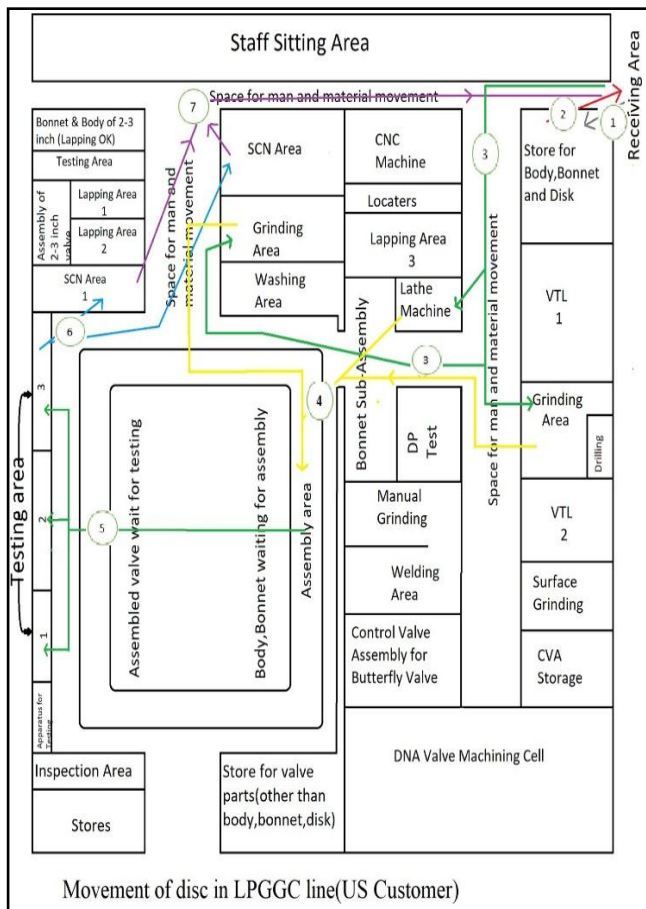 Staff Sitting Area
Receiving Area
Space for man and material movement
7
2
1
Bonnet & Body of 2-3
inch (Lapping OK)
Testing Area
Assembly of
2-3 inch
valve
Lapping Area
1
Lapping Area
2
SCN Area
1
Space for man and
material movement
SCN Area
Grinding
Area
Washing
Area
CNC
Machine
Locaters
Lapping Area
3
Lathe
Machine
3
Store for
Body,Bonnet
and Disk
VTL
1
Space for man and material movement
6
3
4
Bonnet Sub-Assembly
DP
Test
Grinding
Area
Drilling
Testing area
3
2
1
5
Assembled valve wait for testing
Body,Bonnet waiting for assembly
Assembly area
Manual
Grinding
Welding
Area
Control Valve
Assembly for
Butterfly Valve
VTL
2
Surface
Grinding
CVA
Storage
Apparatus for
Testing
Inspection Area
Stores
Store for valve
parts(other than
body,bonnet,disk)
DNA Valve Machining Cell
Movement of disc in LPGGC line(US Customer)